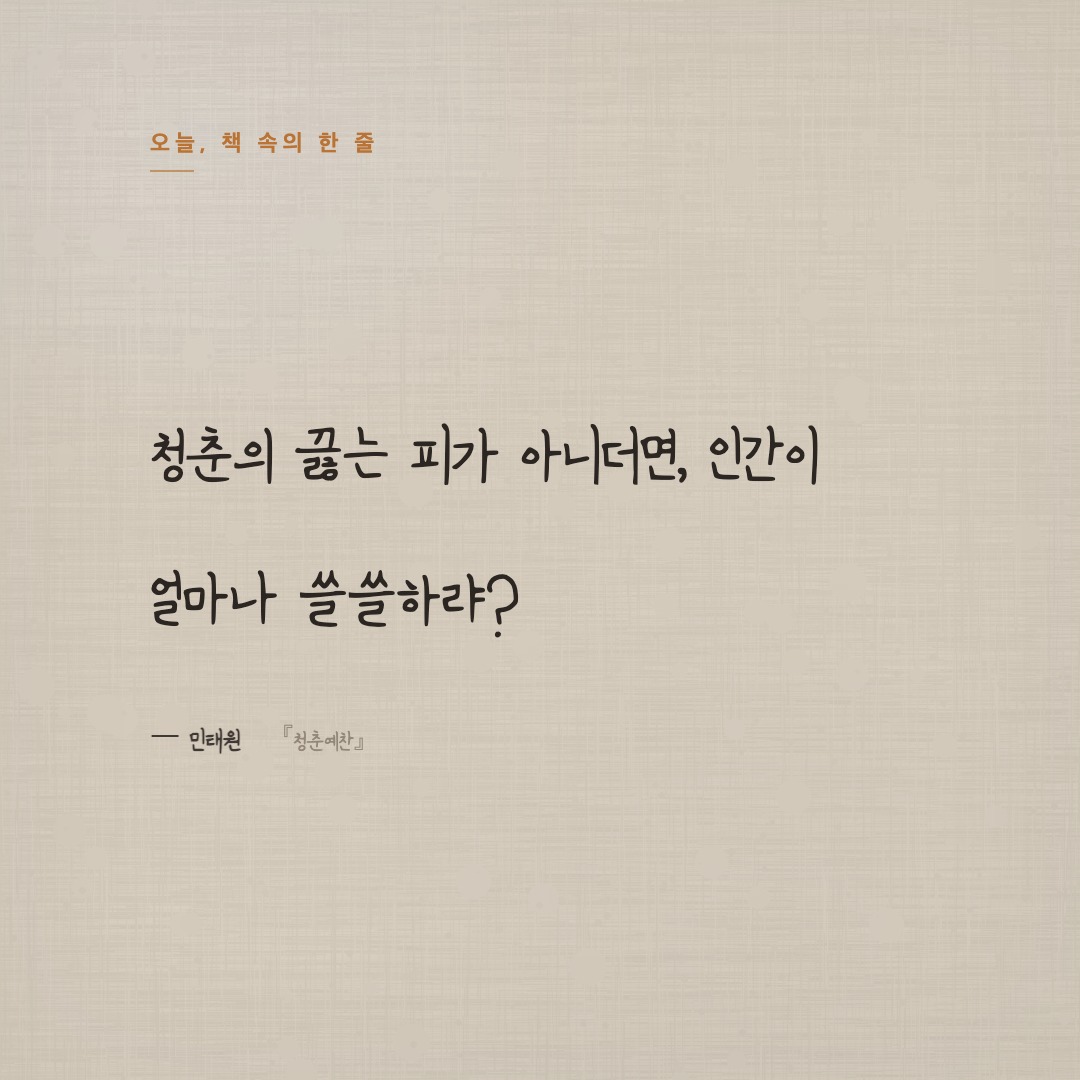 오늘, 책 속의 한 줄
청춘의 끓는 피가 아니더면, 인간이
얼마나 쓸쓸하랴?
— 민태원 『청춘예찬』